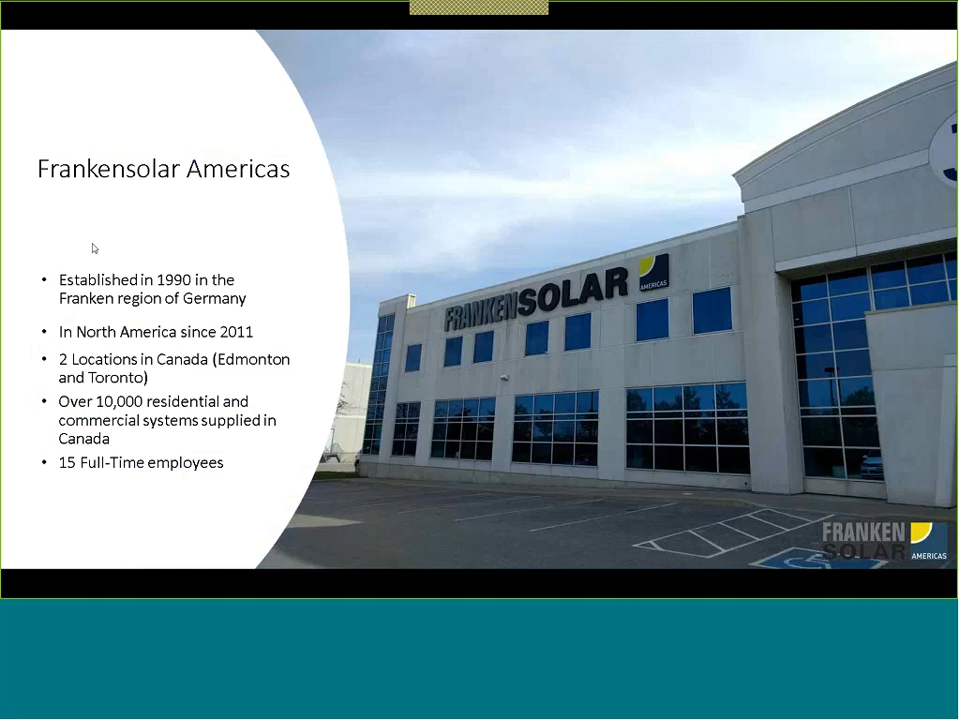 Frankensolar Americas
• Established in 1990 in the
Franken region of Germany
• In North America since 2011
• 2 Locations in Canada (Edmonton
and Toronto)
• Over 10,000 residential and
commercial systems supplied in
Canada
• 15 Full-Time employees
FRANKENSOLAR
AMERICAS
FRANKEN
SOLAR
AMERICAS